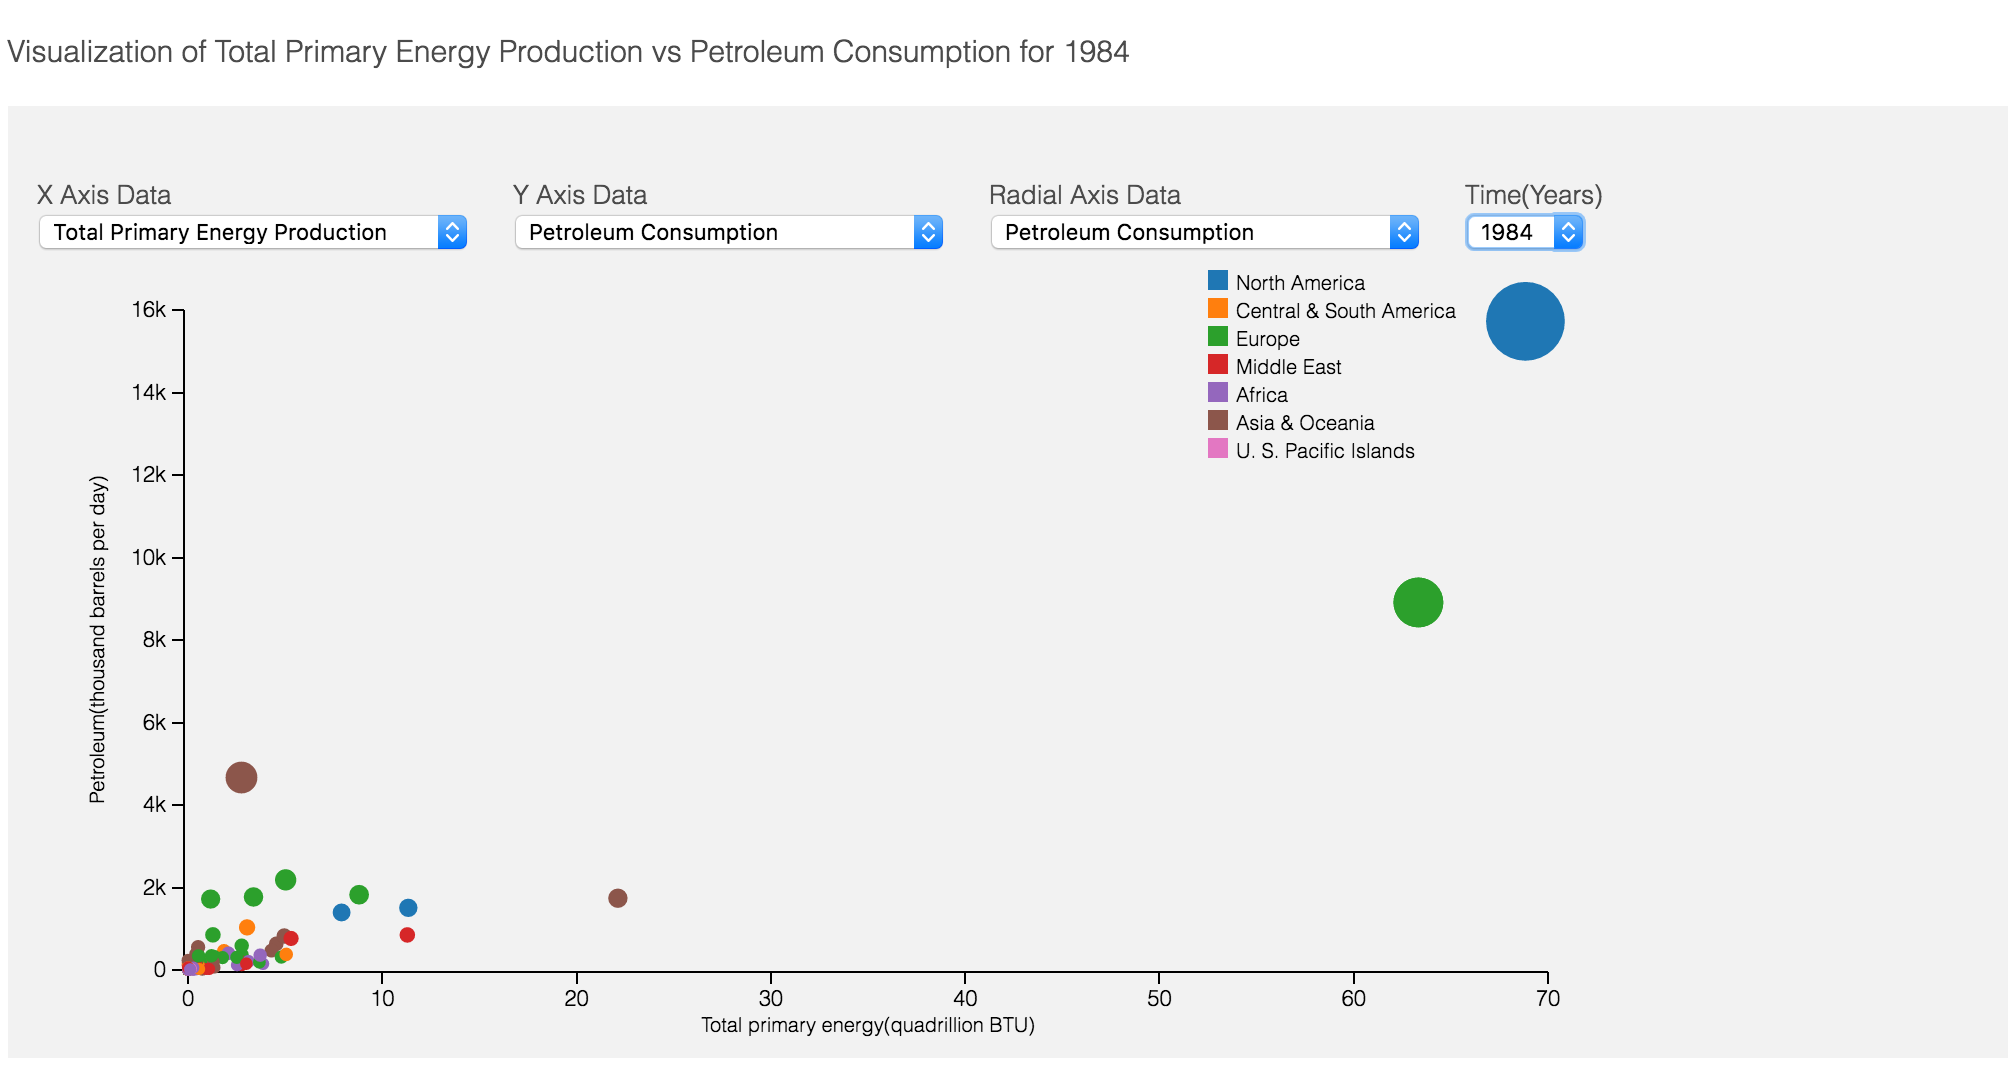 Visualization of Total Primary Energy Production vs Petroleum Consumption for 1984
X Axis Data
Y Axis Data
Radial Axis Data
Time(Years)
Total Primary Energy Production
Petroleum Consumption
Petroleum Consumption
1984
North America
Central & South America
Europe
Middle East
Africa
Asia & Oceania
U. S. Pacific Islands
16k
14k
12k
10k
8k
6k
4k
2k
0
Petroleum(thousand barrels per day)
0 10 20 30 40 50 60 70
Total primary energy(quadrillion BTU)